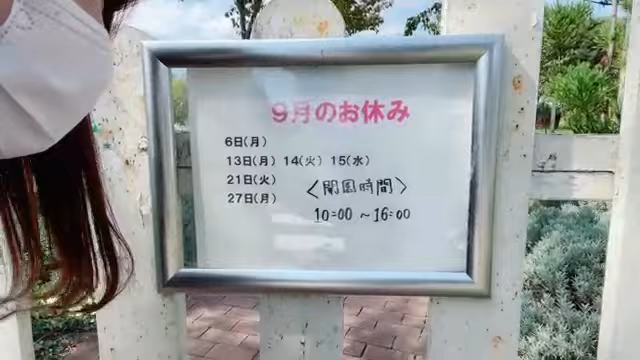 9月のお休み
6日(月)
13日(月) 14(火) 15(水)
21日(火)
27日(月)
〈開園時間〉
10:00 ~16:00